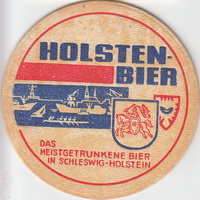 HOLSTEN-
BIER
DAS
MEISTGETRUNKENE BIER
IN SCHLESWIG-HOLSTEIN